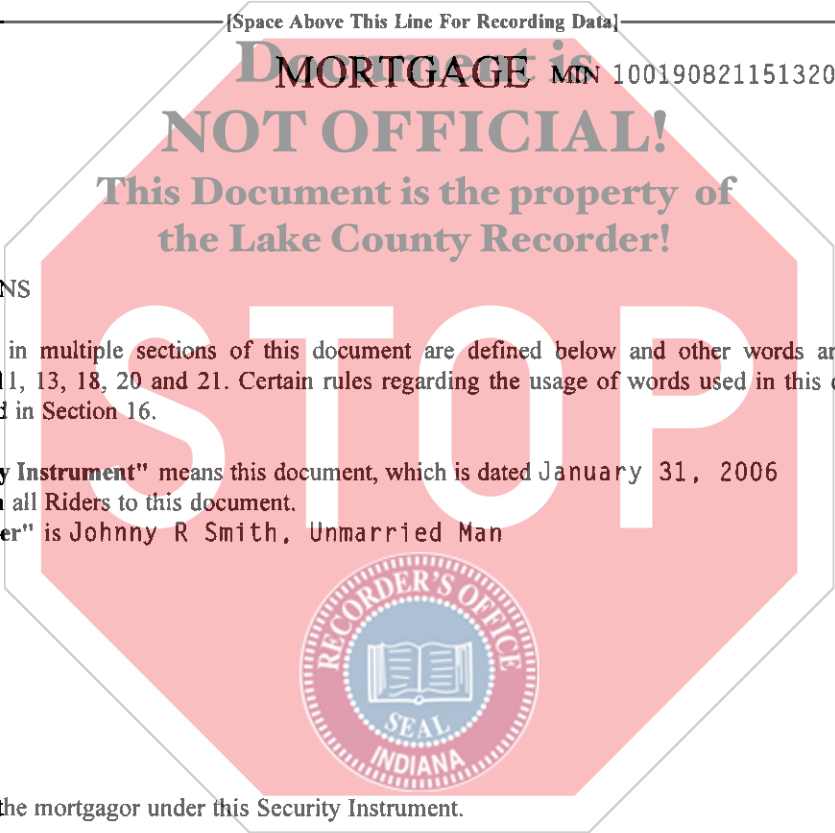 [Space Above This Line For Recording Data]
Document is
MORTGAGE MIN 100190821151320
NOT OFFICIAL!
This Document is the property of
the Lake County Recorder!
NS
in multiple sections of this document are defined below and other words an
11, 13, 18, 20 and 21. Certain rules regarding the usage of words used in this d
in Section 16.
STOP
y Instrument" means this document, which is dated January 31, 2006
all Riders to this document.
er" is Johnny R Smith, Unmarried Man
RECORDER'S OFFICE
SEAL
INDIANA
the mortgagor under this Security Instrument.